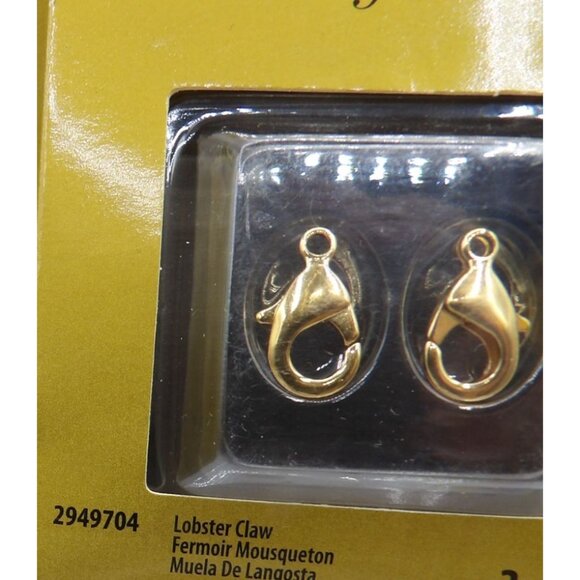 2949704 Lobster Claw
Fermoir Mousqueton
Muela De Langosta